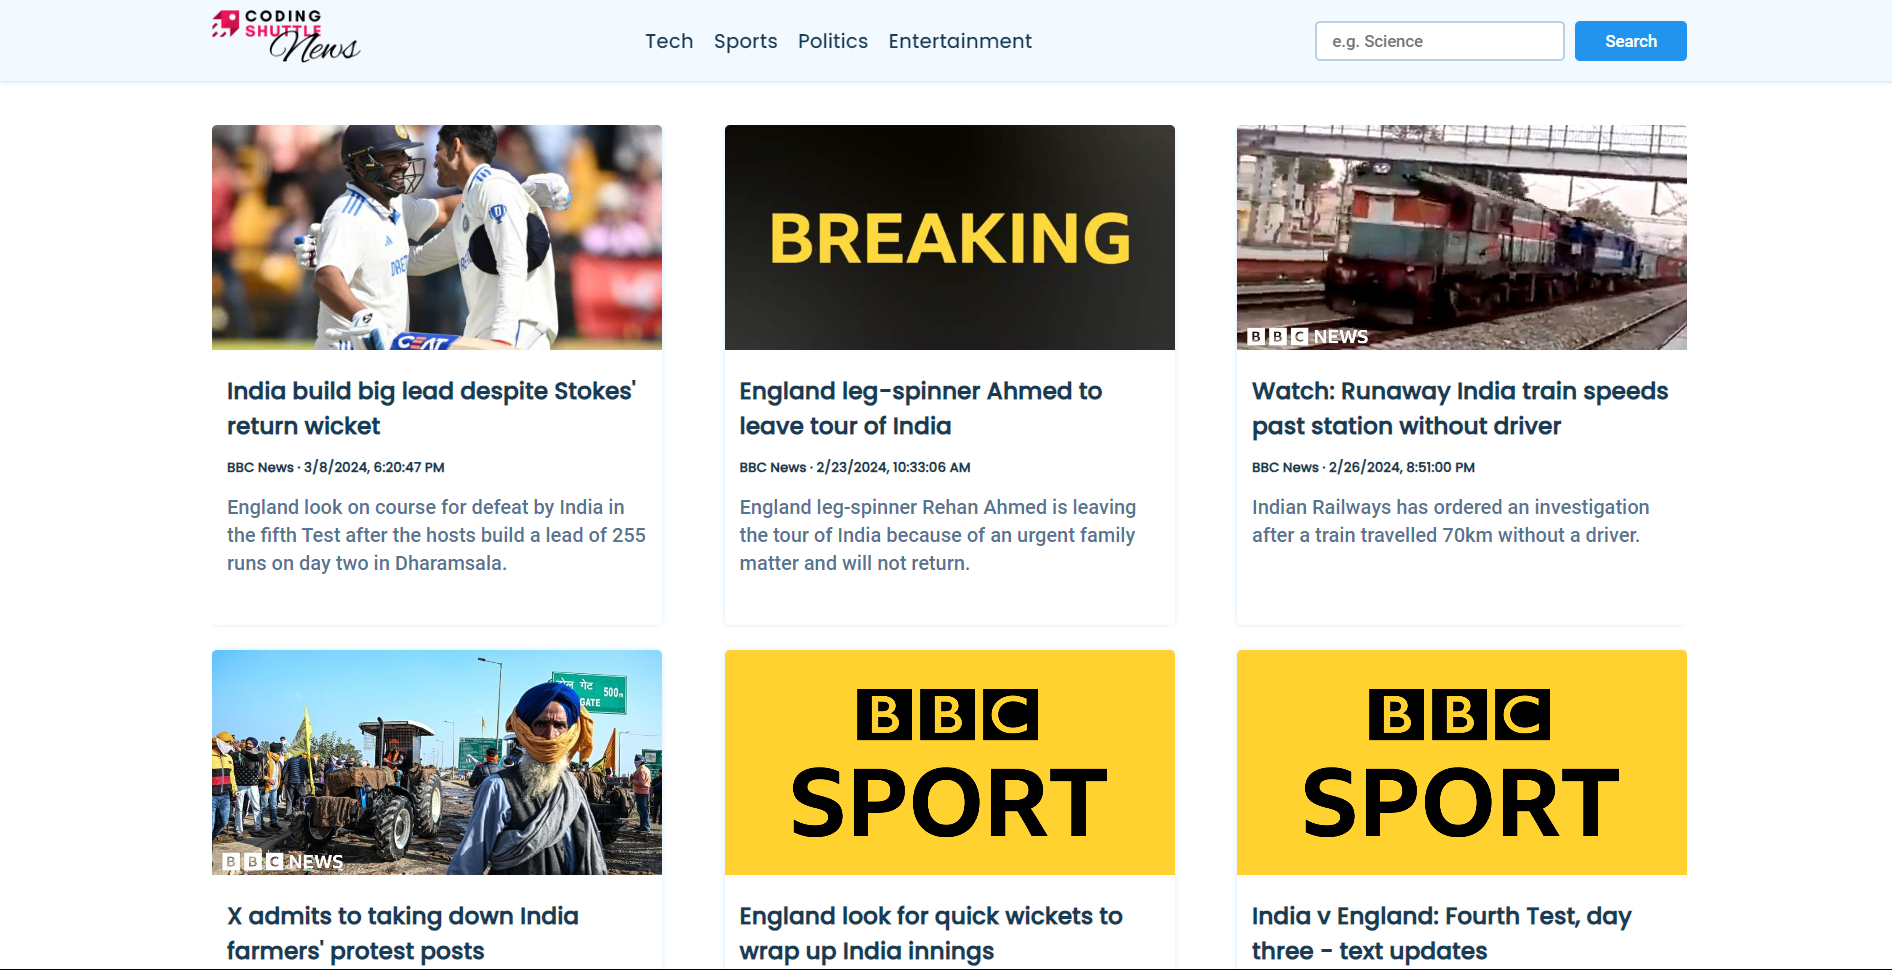 CODING
SHUTTLE
News
Tech Sports Politics Entertainment
e.g. Science
Search
DRE
CEAT
BREAKING
BBC NEWS
India build big lead despite Stokes'
return wicket
BBC News · 3/8/2024, 6:20:47 PM
England look on course for defeat by India in
the fifth Test after the hosts build a lead of 255
runs on day two in Dharamsala.
England leg-spinner Ahmed to
leave tour of India
BBC News · 2/23/2024, 10:33:06 AM
England leg-spinner Rehan Ahmed is leaving
the tour of India because of an urgent family
matter and will not return.
Watch: Runaway India train speeds
past station without driver
BBC News · 2/26/2024, 8:51:00 PM
Indian Railways has ordered an investigation
after a train travelled 70km without a driver.
गेट 500m
GATE
BBC NEWS
BBC
SPORT
BBC
SPORT
X admits to taking down India
farmers' protest posts
England look for quick wickets to
wrap up India innings
India v England: Fourth Test, day
three - text updates